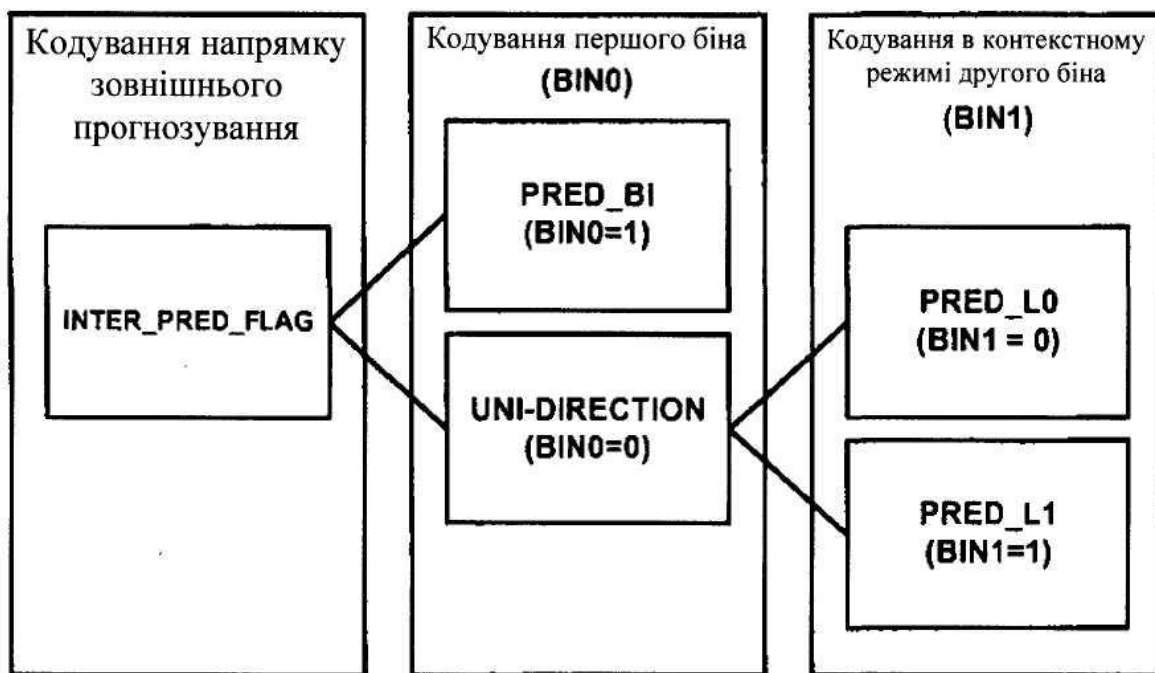 Кодування напрямку
зовнішнього
прогнозування
INTER_PRED_FLAG
Кодування першого біна
(BIN0)
PRED_BI
(BIN0=1)
UNI-DIRECTION
(BIN0=0)
Кодування в контекстному
режимі другого біна
(BIN1)
PRED_L0
(BIN1 = 0)
PRED_L1
(BIN1=1)